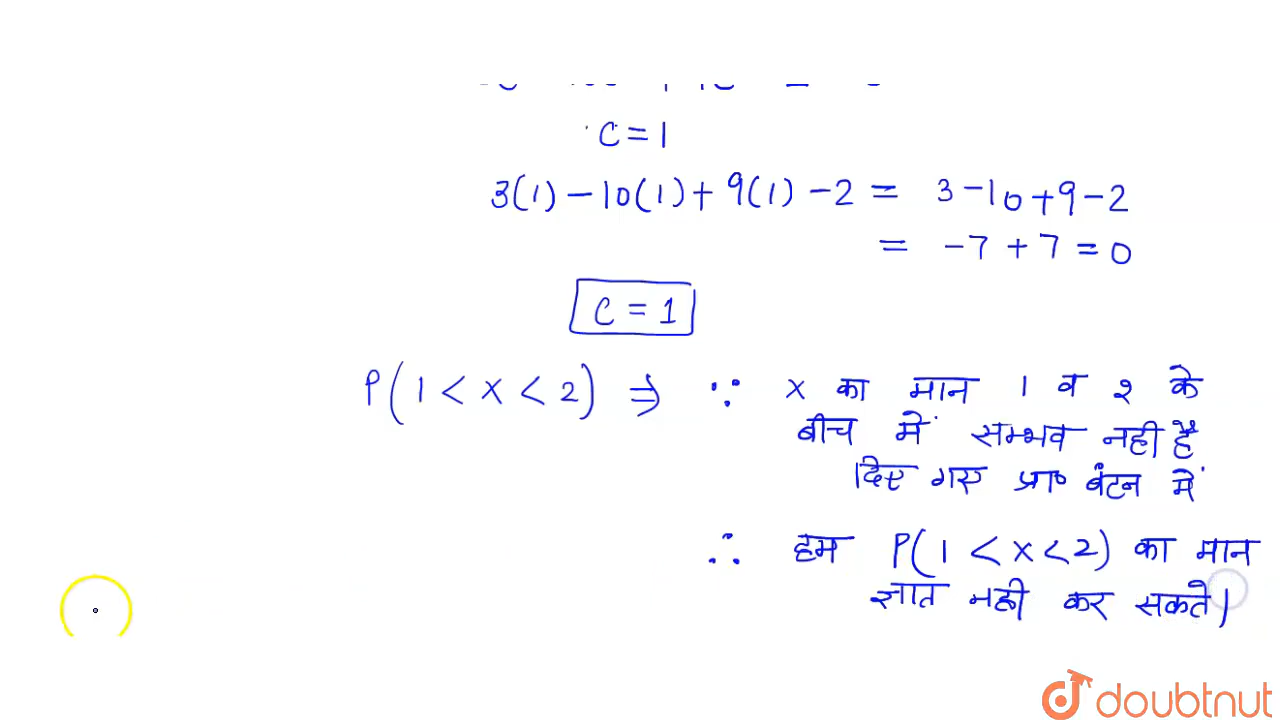 C = 1
3(1) - 10(1) + 9(1) - 2 = 3 - 10 + 9 - 2
= -7 + 7 = 0
C = 1
P(1 < x < 2) ⇒ ∵ x का मान 1 व 2 के
बीच में सम्भव नही है
दिए गए प्रा॰ बंटन में
∴ हम P(1 < x < 2) का मान
ज्ञात नही कर सकते।
doubtnut